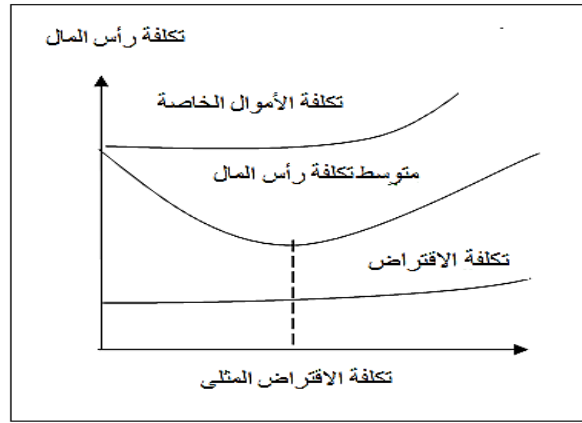 تكلفة رأس المال
تكلفة الأموال الخاصة
متوسط تكلفة رأس المال
تكلفة الاقتراض
تكلفة الاقتراض المثلى